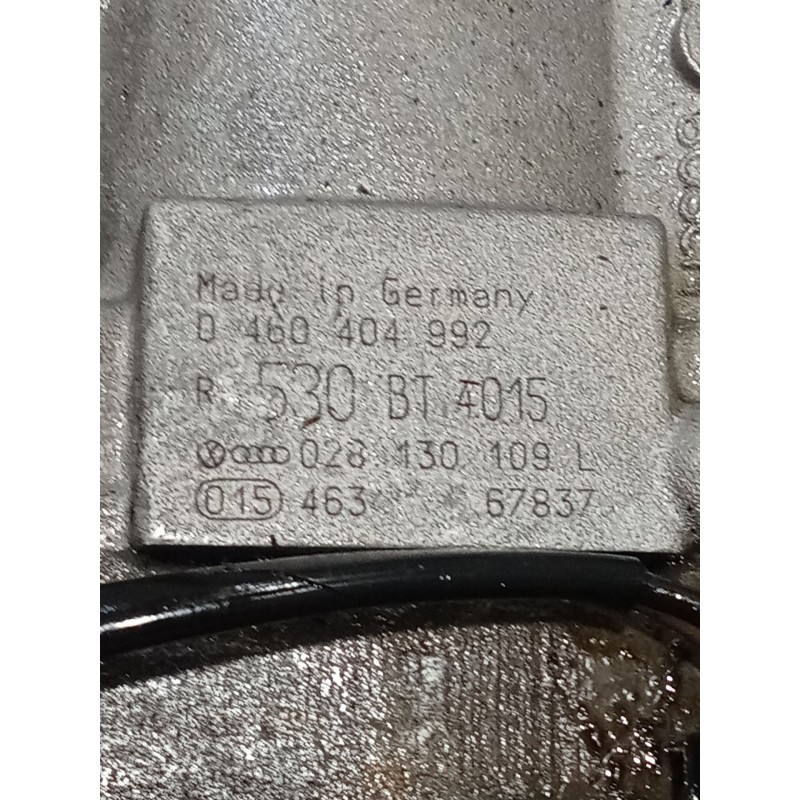 Made in Germany
0 460 404 992
R 530 BT 4015
028 130 109 L
015 463 67837